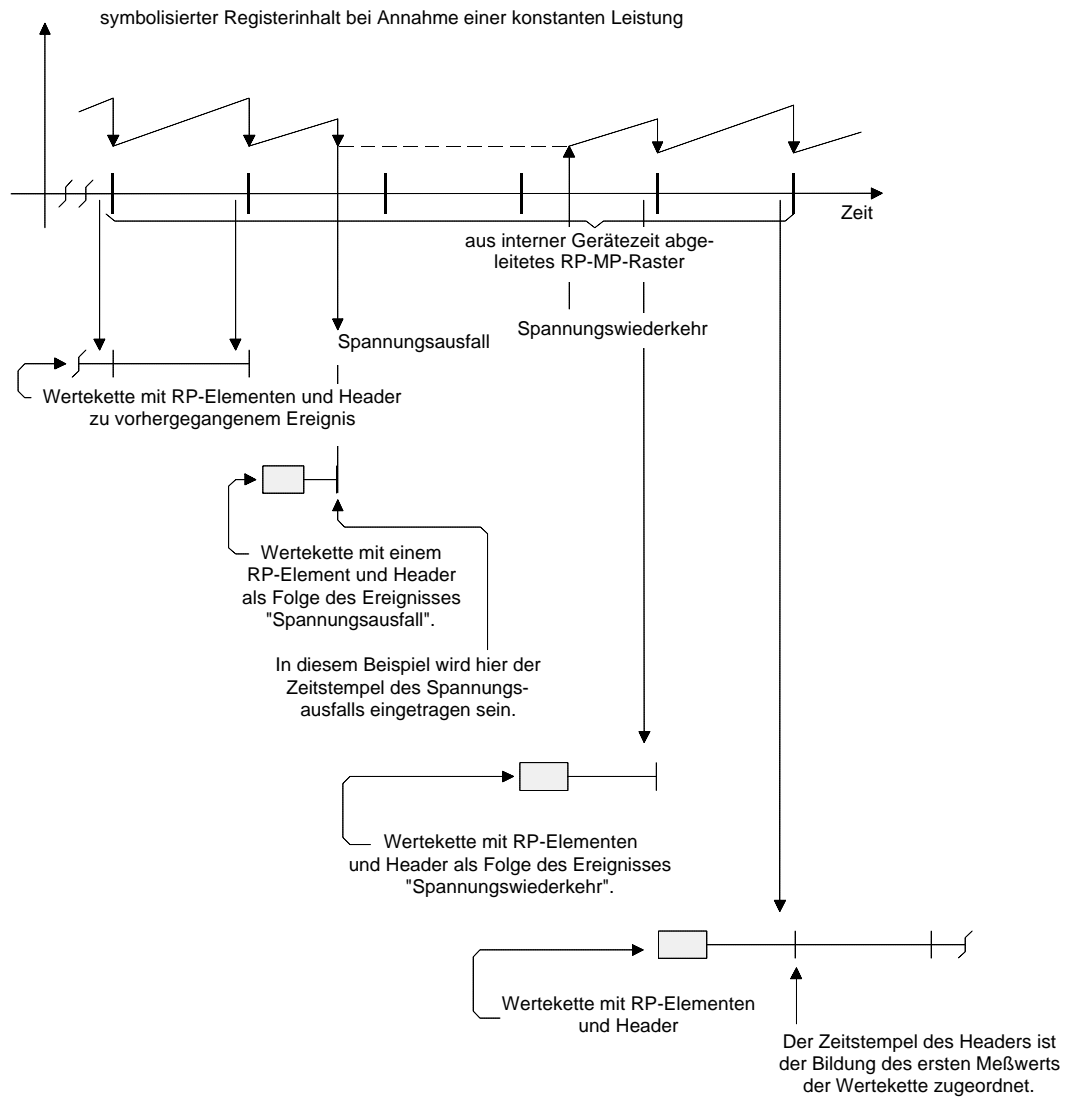 symbolisierter Registerinhalt bei Annahme einer konstanten Leistung
Zeit
aus interner Gerätezeit abge-
leitetes RP-MP-Raster
Spannungswiederkehr
Spannungsausfall
Wertekette mit RP-Elementen und Header
zu vorhergegangenem Ereignis
Wertekette mit einem
RP-Element und Header
als Folge des Ereignisses
"Spannungsausfall".
In diesem Beispiel wird hier der
Zeitstempel des Spannungs-
ausfalls eingetragen sein.
Wertekette mit RP-Elementen
und Header als Folge des Ereignisses
"Spannungswiederkehr".
Wertekette mit RP-Elementen
und Header
Der Zeitstempel des Headers ist
der Bildung des ersten Meßwerts
der Wertekette zugeordnet.